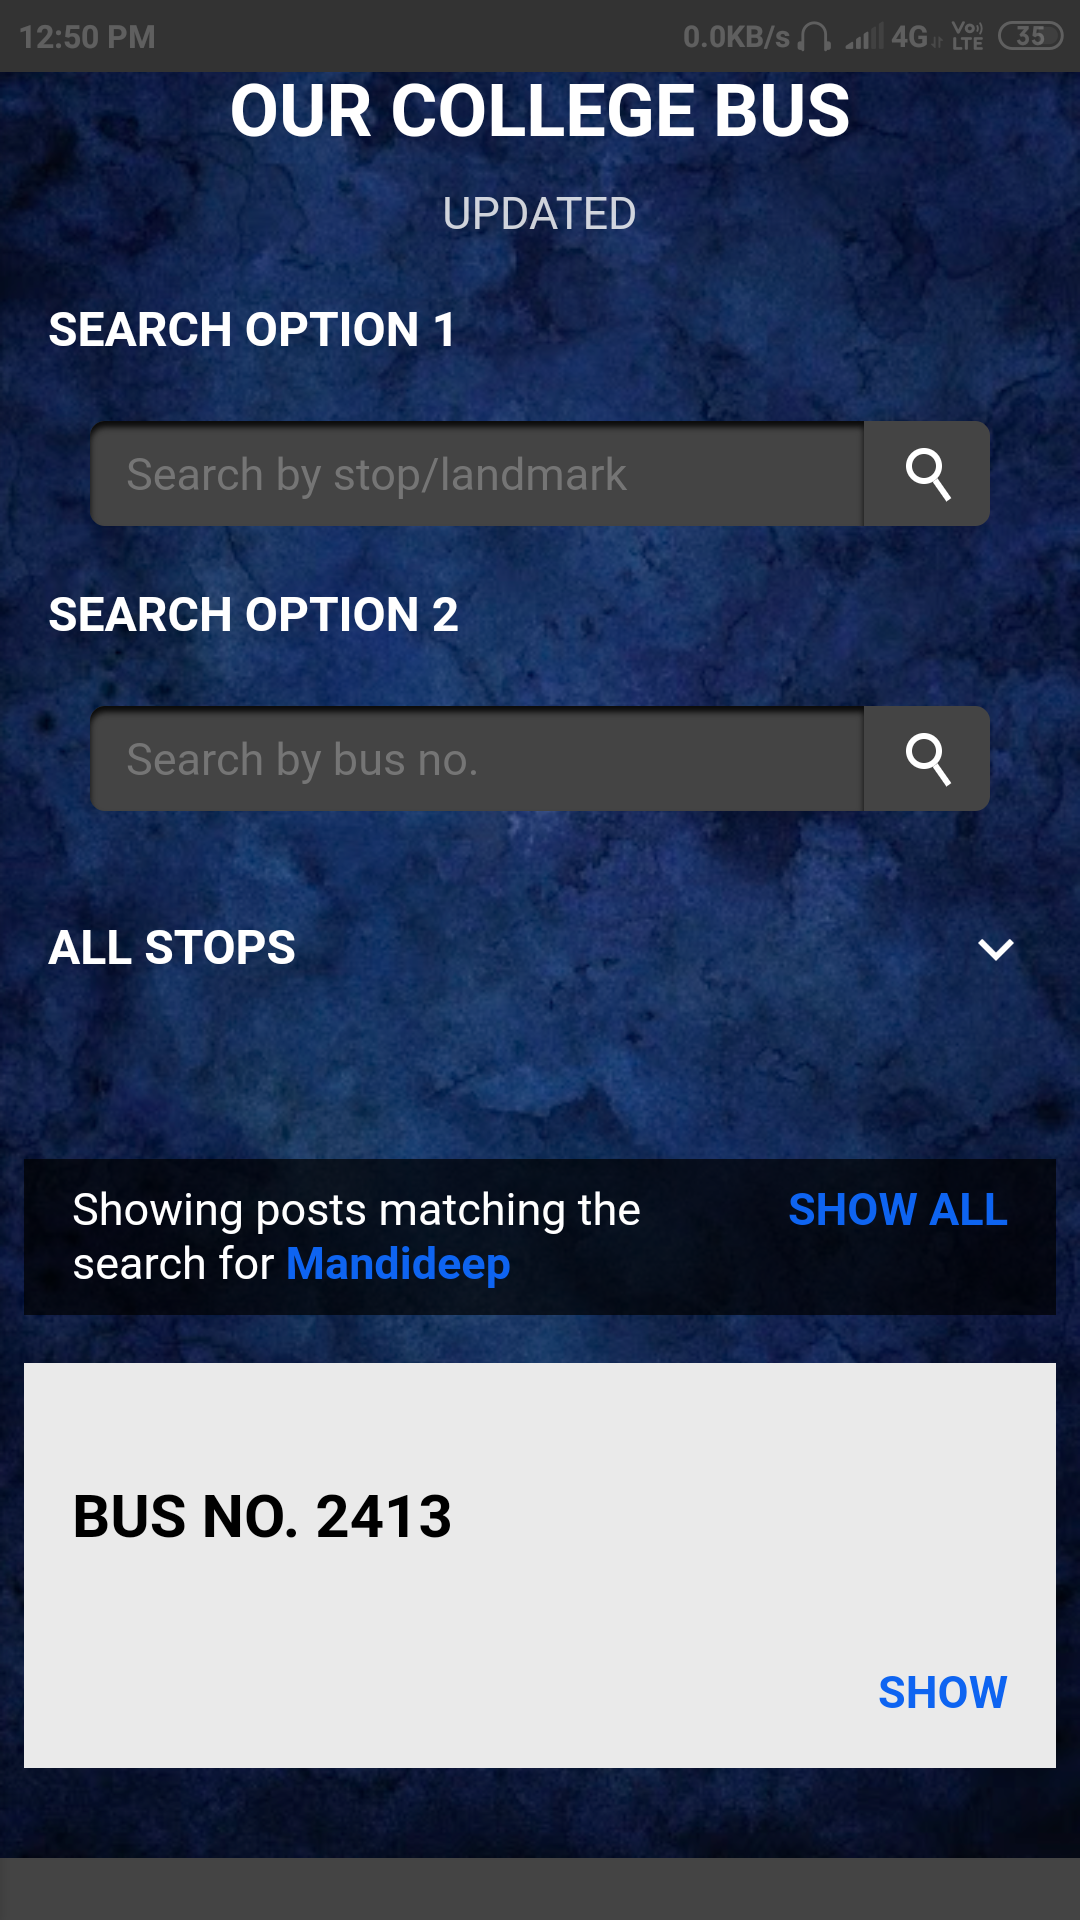 12:50 PM 0.0KB/s 4G VoLTE 35
OUR COLLEGE BUS
UPDATED
SEARCH OPTION 1
Search by stop/landmark
SEARCH OPTION 2
Search by bus no.
ALL STOPS
Showing posts matching the SHOW ALL
search for Mandideep
BUS NO. 2413
SHOW